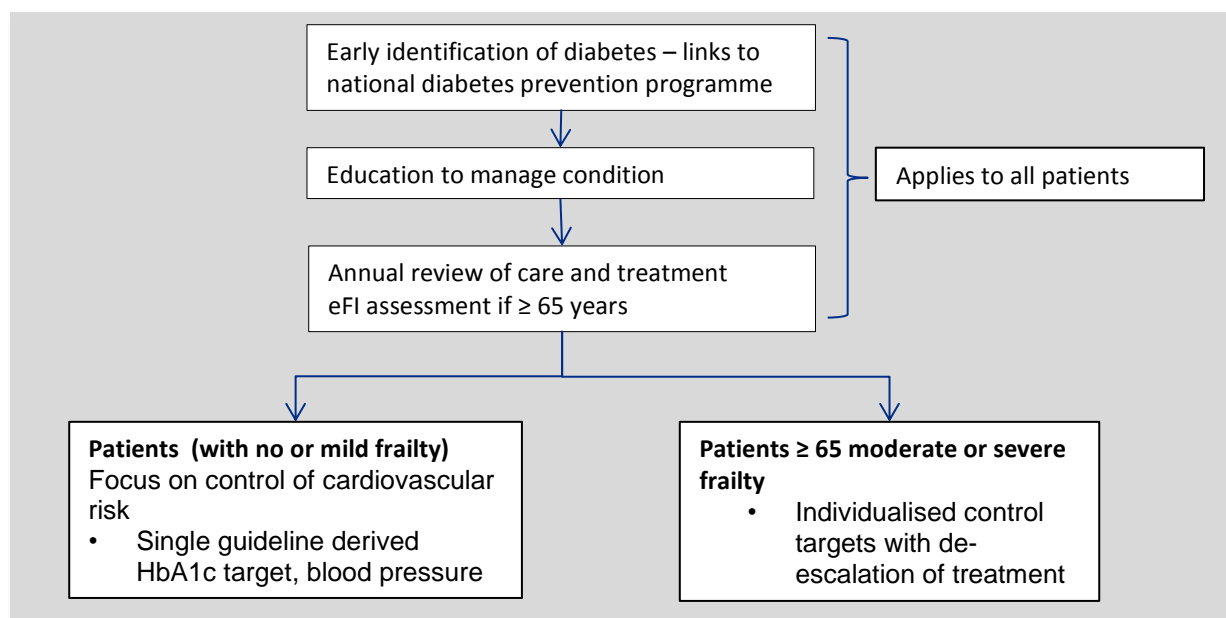 Early identification of diabetes – links to
national diabetes prevention programme
Education to manage condition
Applies to all patients
Annual review of care and treatment
eFI assessment if ≥ 65 years
Patients (with no or mild frailty)
Focus on control of cardiovascular
risk
• Single guideline derived
HbA1c target, blood pressure
Patients ≥ 65 moderate or severe
frailty
• Individualised control
targets with de-
escalation of treatment